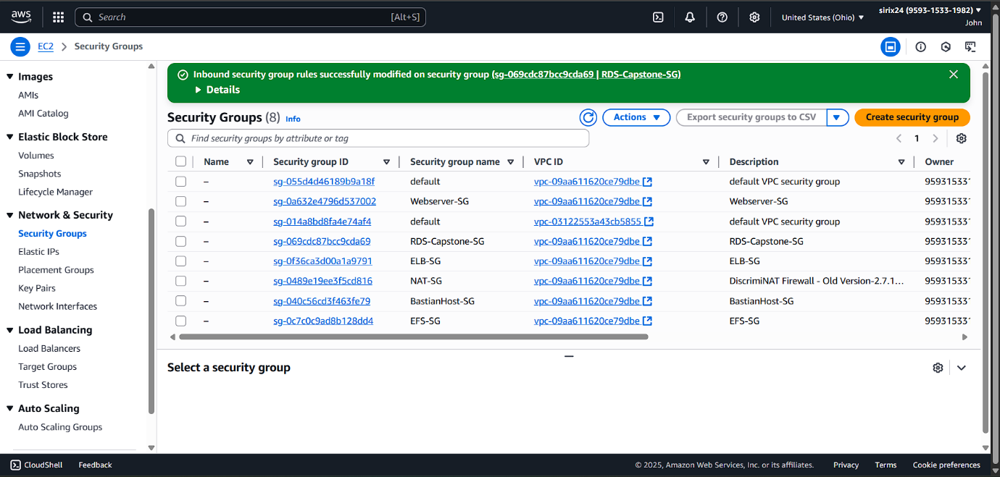 aws
Search [Alt+S]
United States (Ohio)
sirix24 (9593-1533-1982)
John
EC2 Security Groups
Images
AMIs
AMI Catalog
Elastic Block Store
Volumes
Snapshots
Lifecycle Manager
Network & Security
Security Groups
Elastic IPs
Placement Groups
Key Pairs
Network Interfaces
Load Balancing
Load Balancers
Target Groups
Trust Stores
Auto Scaling
Auto Scaling Groups
Inbound security group rules successfully modified on security group (sg-069cdc87bcc9cda69 | RDS-Capstone-SG)
Details
Security Groups (8) Info
Actions
Export security groups to CSV
Create security group
Find security groups by attribute or tag
1
Name Security group ID Security group name VPC ID Description Owner
– sg-055d4d46189b9a18f default vpc-09aa611620ce79dbe default VPC security group 959315331
– sg-0a632e4796d537002 Webserver-SG vpc-09aa611620ce79dbe Webserver-SG 959315331
– sg-014a8bd8fa4e74af4 default vpc-03122553a43cb5855 default VPC security group 959315331
– sg-069cdc87bcc9cda69 RDS-Capstone-SG vpc-09aa611620ce79dbe RDS-Capstone-SG 959315331
– sg-0f36ca3d00a1a9791 ELB-SG vpc-09aa611620ce79dbe ELB-SG 959315331
– sg-0489e19ee3f5cd816 NAT-SG vpc-09aa611620ce79dbe DiscrimiNAT Firewall - Old Version-2.7.1... 959315331
– sg-040c56cd3f463fe79 BastianHost-SG vpc-09aa611620ce79dbe BastianHost-SG 959315331
– sg-0c7c0c9ad8b128dd4 EFS-SG vpc-09aa611620ce79dbe EFS-SG 959315331
Select a security group
CloudShell Feedback © 2025, Amazon Web Services, Inc. or its affiliates. Privacy Terms Cookie preferences